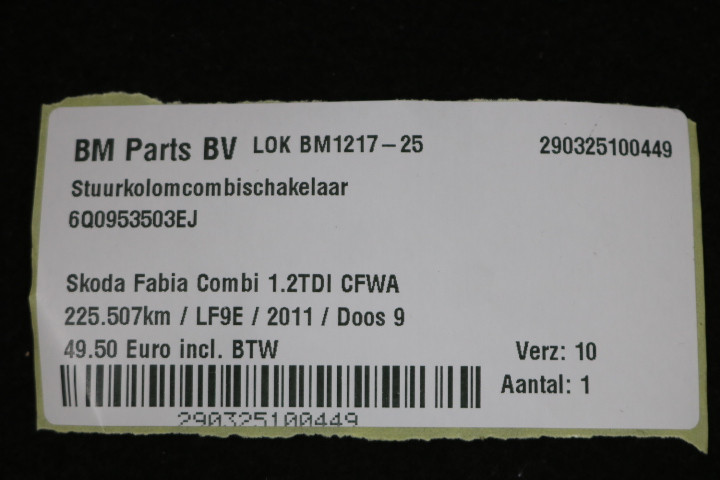 BM Parts BV LOK BM1217-25 290325100449
Stuurkolomcombischakelaar
6Q0953503EJ
Skoda Fabia Combi 1.2TDI CFWA
225.507km / LF9E / 2011 / Doos 9
49.50 Euro incl. BTW Verz: 10
Aantal: 1
290325100449